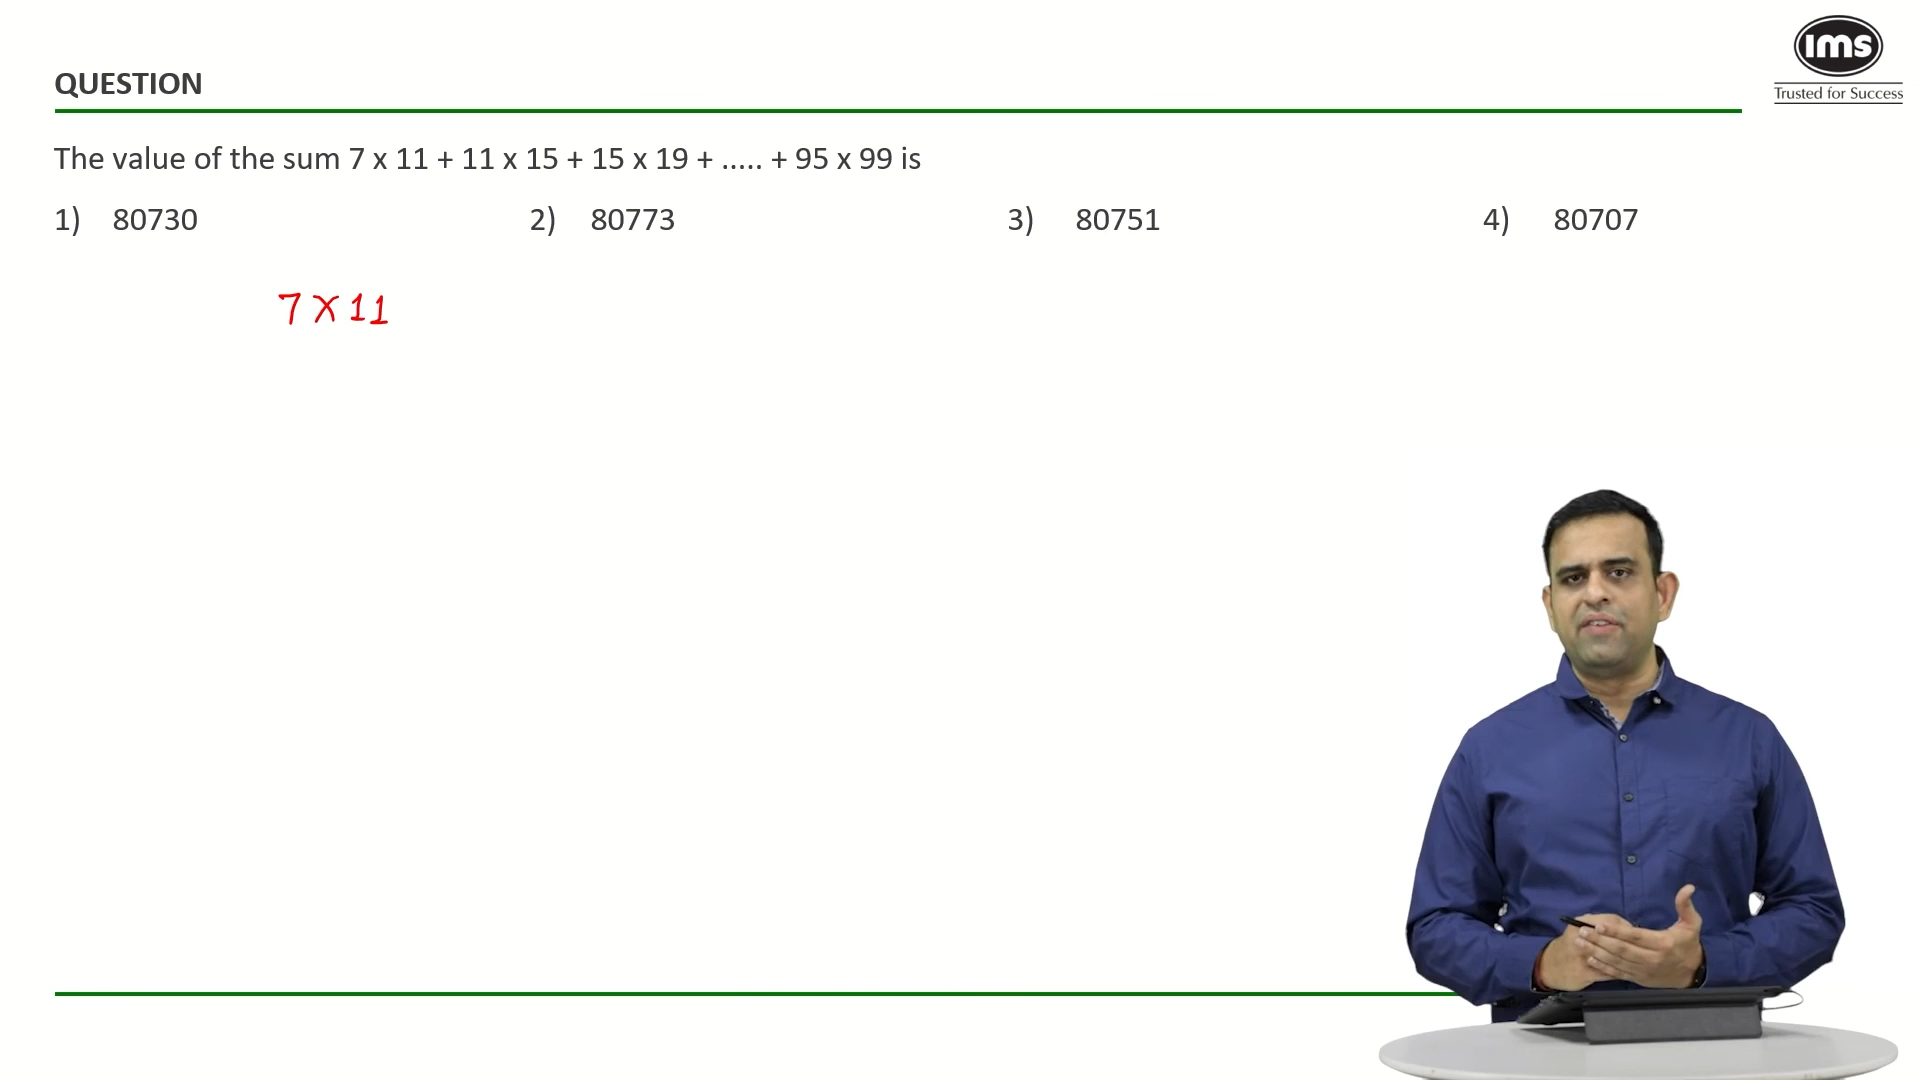 ims
Trusted for Success
QUESTION
The value of the sum 7 x 11 + 11 x 15 + 15 x 19 + ..... + 95 x 99 is
1) 80730 2) 80773 3) 80751 4) 80707
7 X 11